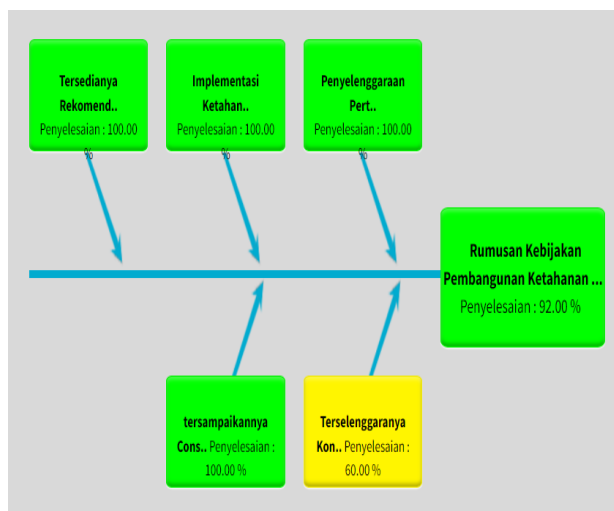 Tersedianya
Rekomend..
Penyelesaian : 100.00
%
Implementasi
Ketahan..
Penyelesaian : 100.00
%
Penyelenggaraan
Pert..
Penyelesaian : 100.00
%
Rumusan Kebijakan
Pembangunan Ketahanan ...
Penyelesaian : 92.00 %
tersampaikannya
Cons.. Penyelesaian :
100.00 %
Terselenggaranya
Kon.. Penyelesaian :
60.00 %